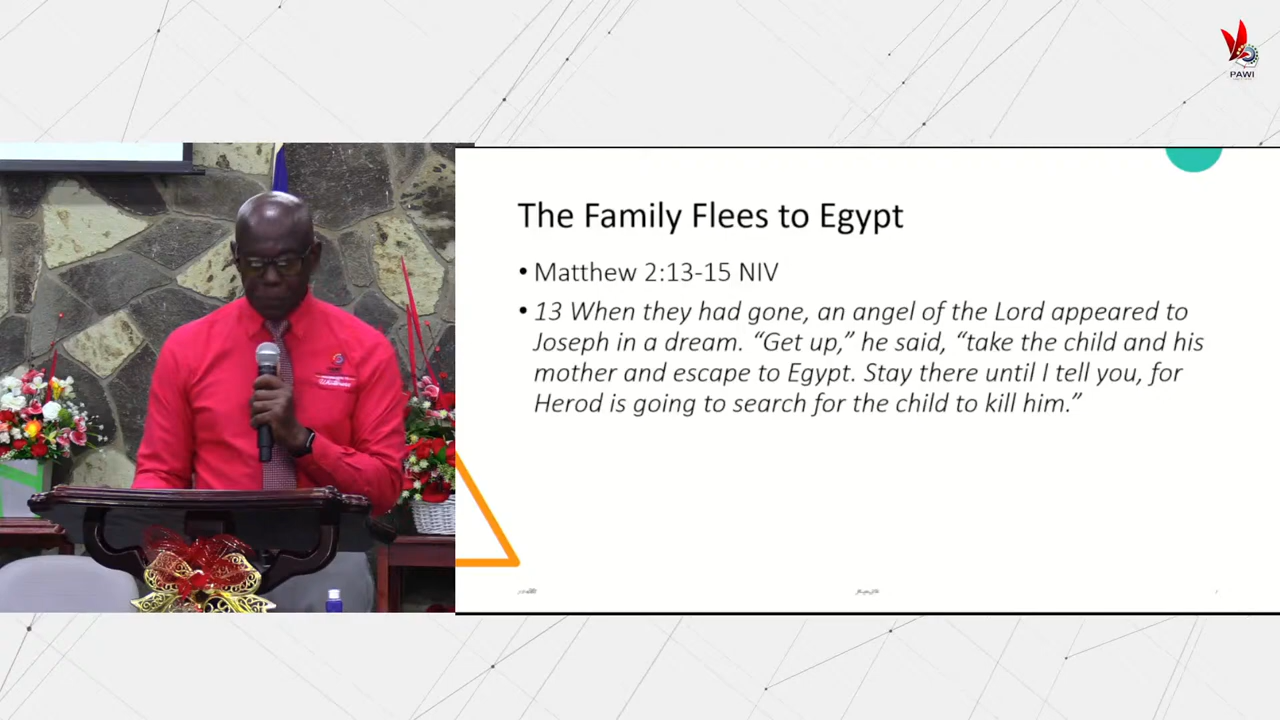 PAWI
The Family Flees to Egypt
• Matthew 2:13-15 NIV
• 13 When they had gone, an angel of the Lord appeared to
Joseph in a dream. “Get up,” he said, “take the child and his
mother and escape to Egypt. Stay there until I tell you, for
Herod is going to search for the child to kill him.”